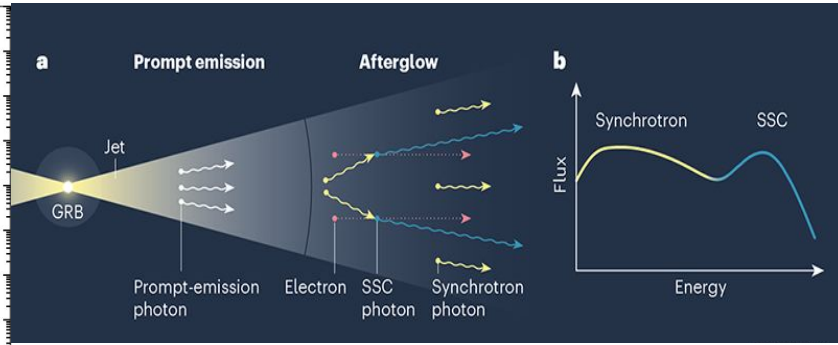 a
Prompt emission
Afterglow
Jet
GRB
Prompt-emission
photon
Electron
SSC
photon
Synchrotron
photon
b
Synchrotron
SSC
Flux
Energy